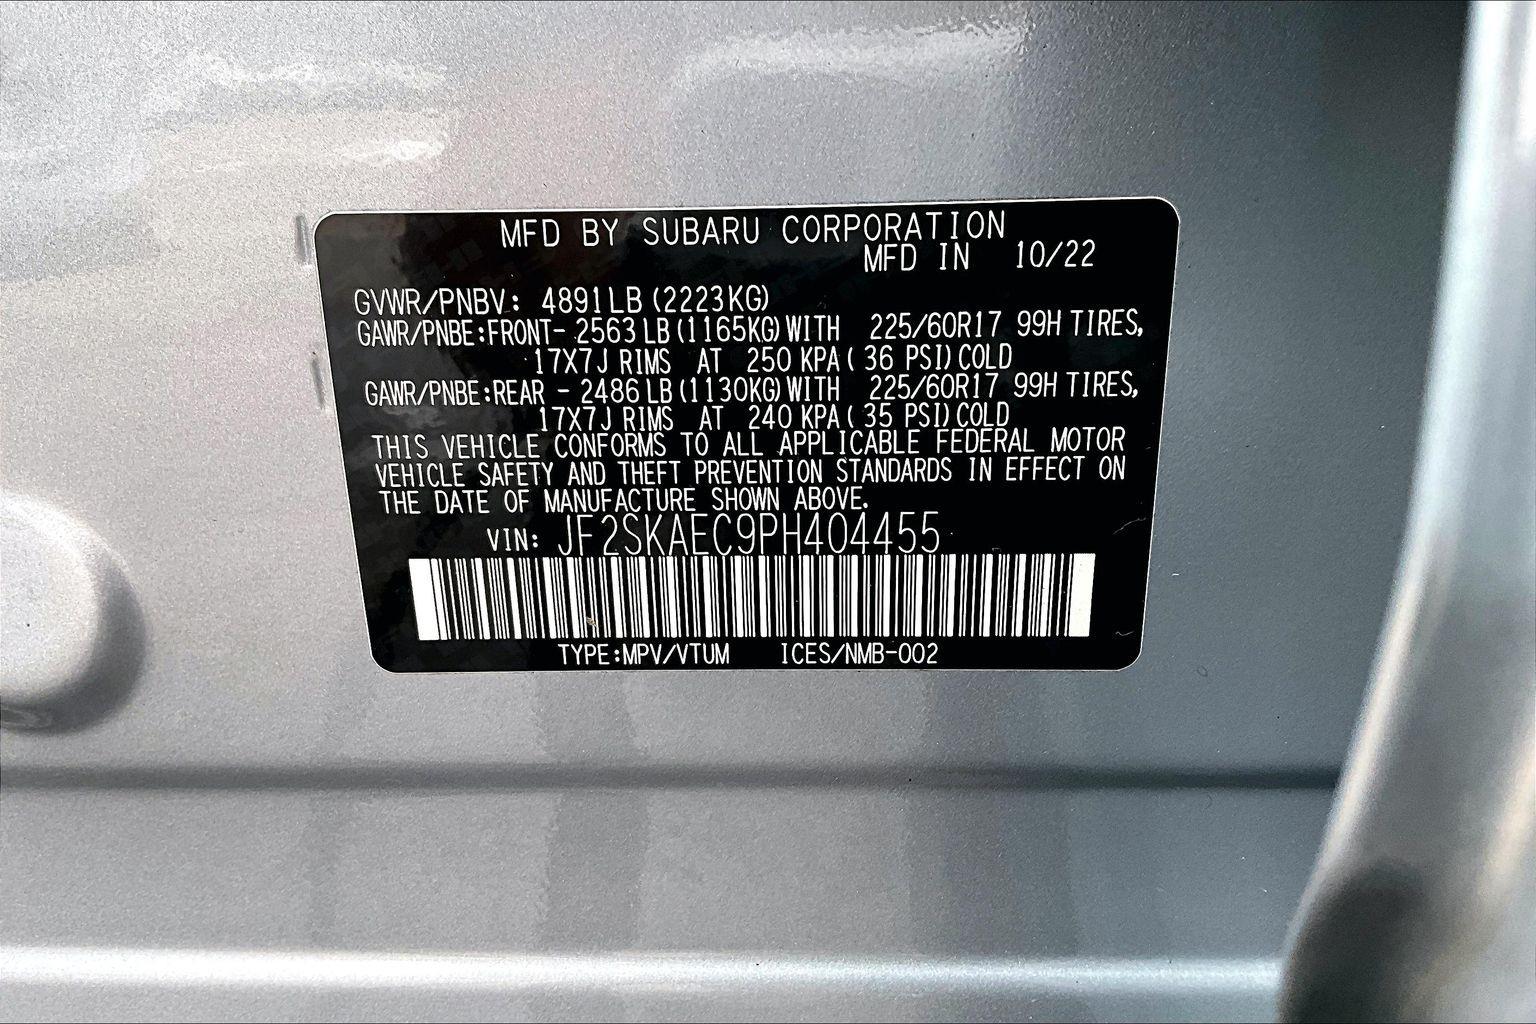 MFD BY SUBARU CORPORATION
MFD IN 10/22
GVWR/PNBV: 4891LB (2223KG)
GAWR/PNBE:FRONT- 2563 LB (1165KG) WITH 225/60R17 99H TIRES,
17X7J RIMS AT 250 KPA ( 36 PSI) COLD
GAWR/PNBE:REAR - 2486 LB (1130KG) WITH 225/60R17 99H TIRES,
17X7J RIMS AT 240 KPA ( 35 PSI) COLD
THIS VEHICLE CONFORMS TO ALL APPLICABLE FEDERAL MOTOR
VEHICLE SAFETY AND THEFT PREVENTION STANDARDS IN EFFECT ON
THE DATE OF MANUFACTURE SHOWN ABOVE.
VIN: JF2SKAEC9PH404455
TYPE:MPV/VTUM ICES/NMB-002